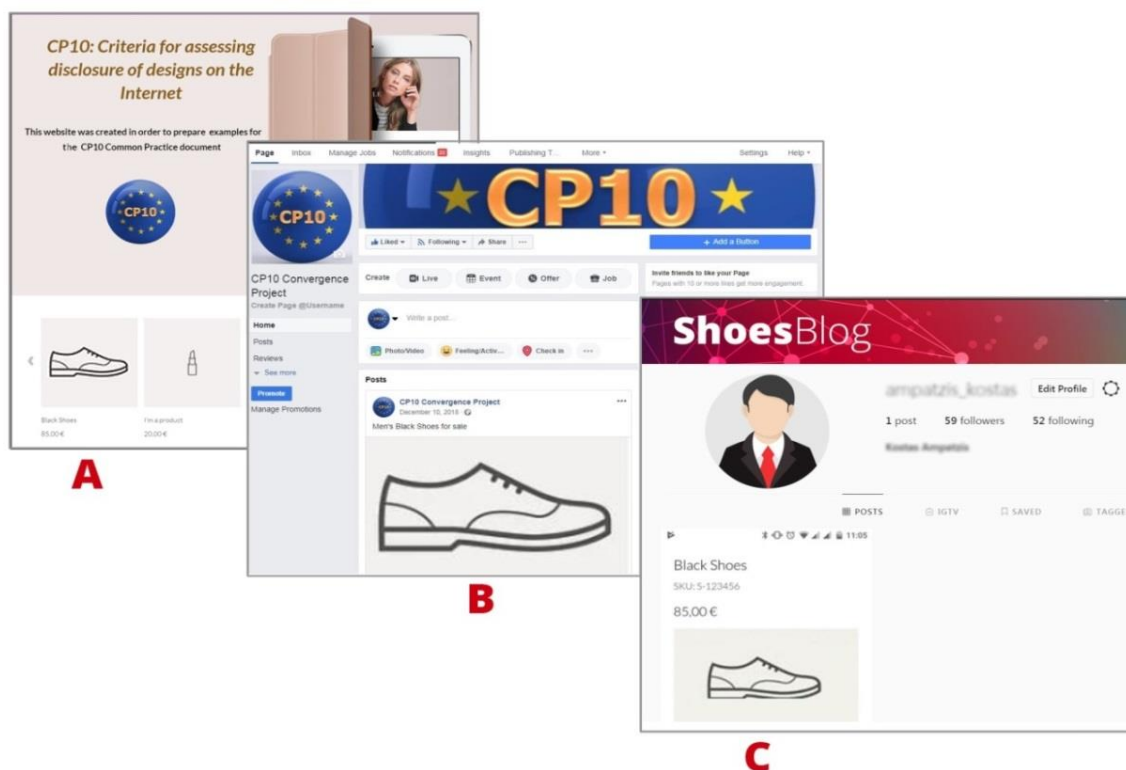 CP10: Criteria for assessing
disclosure of designs on the
Internet
This website was created in order to prepare examples for
the CP10 Common Practice document
CP10
Black Shoes
85,00 €
I'm a product
20,00 €
A
Page Inbox Manage Jobs Notifications Insights Publishing T... More Settings Help
CP10
CP10
Liked Following Share ...
+ Add a Button
CP10 Convergence
Project
Create Page @Username
Home
Posts
Reviews
See more
Promote
Manage Promotions
Create Live Event Offer Job
Invite friends to like your Page
Pages with 10 or more likes get more engagement.
Write a post...
Photo/Video Feeling/Activ... Check in ...
Posts
CP10 Convergence Project
December 10, 2018
Men's Black Shoes for sale
B
ShoesBlog
Edit Profile
1 post 59 followers 52 following
POSTS IGTV SAVED TAGGE
11:05
Black Shoes
SKU: S-123456
85,00 €
C